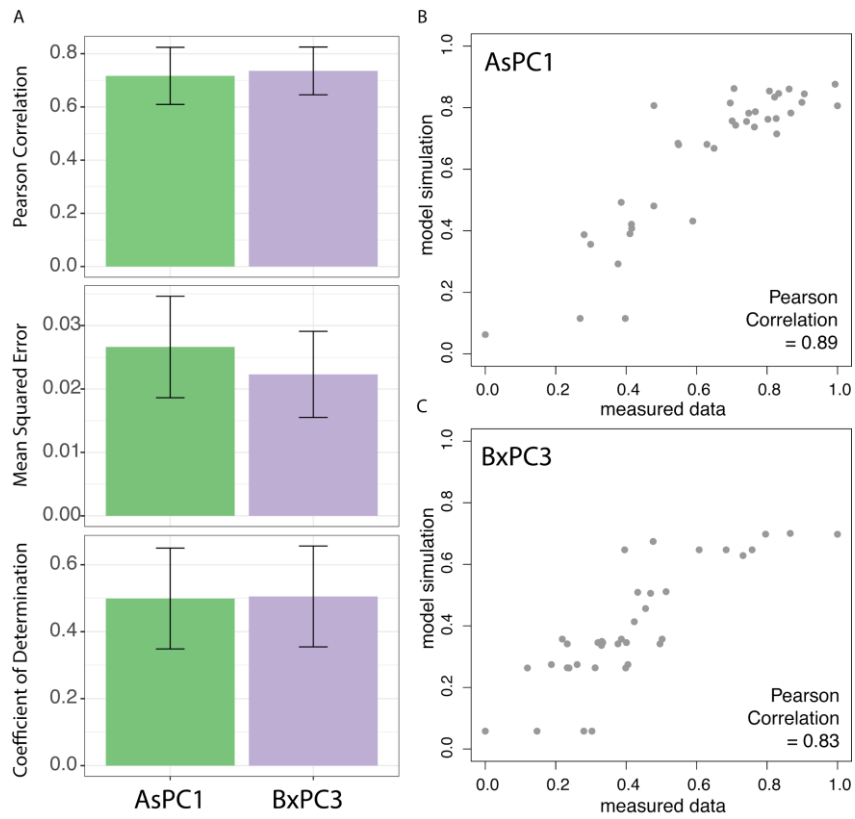 A
Pearson Correlation
0.8
0.6
0.4
0.2
0.0
Mean Squared Error
0.03
0.02
0.01
0.00
Coefficient of Determination
0.6
0.4
0.2
0.0
AsPC1
BxPC3
B
AsPC1
model simulation
1.0
0.8
0.6
0.4
0.2
0.0
Pearson
Correlation
= 0.89
0.0 0.2 0.4 0.6 0.8 1.0
measured data
C
BxPC3
model simulation
1.0
0.8
0.6
0.4
0.2
0.0
Pearson
Correlation
= 0.83
0.0 0.2 0.4 0.6 0.8 1.0
measured data